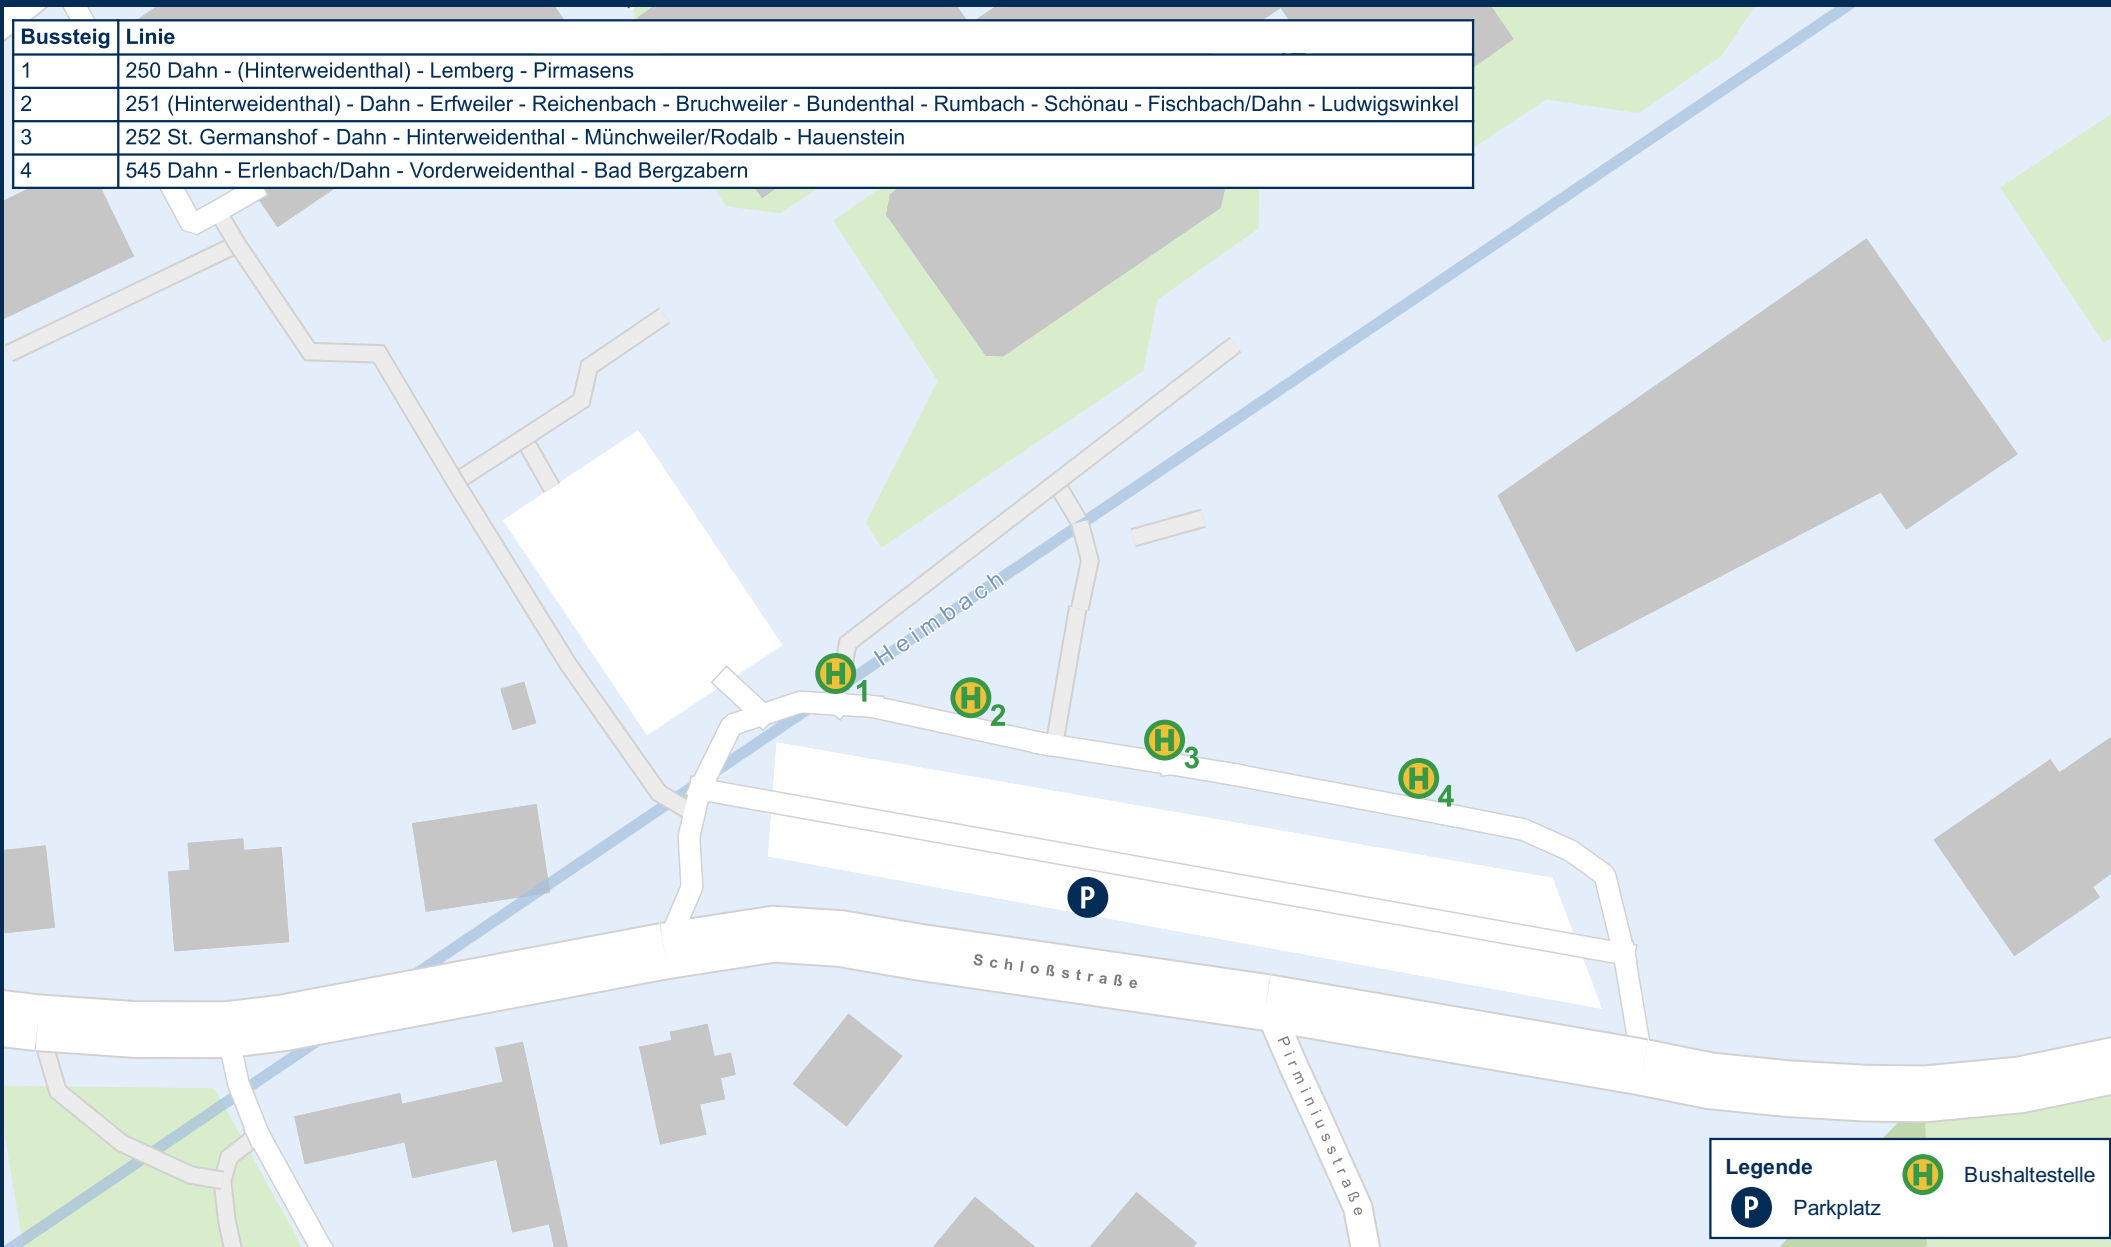 Bussteig Linie
1 250 Dahn - (Hinterweidenthal) - Lemberg - Pirmasens
2 251 (Hinterweidenthal) - Dahn - Erfweiler - Reichenbach - Bruchweiler - Bundenthal - Rumbach - Schönau - Fischbach/Dahn - Ludwigswinkel
3 252 St. Germanshof - Dahn - Hinterweidenthal - Münchweiler/Rodalb - Hauenstein
4 545 Dahn - Erlenbach/Dahn - Vorderweidenthal - Bad Bergzabern
Heimbach
H 1
H 2
H 3
H 4
P
Schloßstraße
Pirminiusstraße
Legende
H Bushaltestelle
P Parkplatz